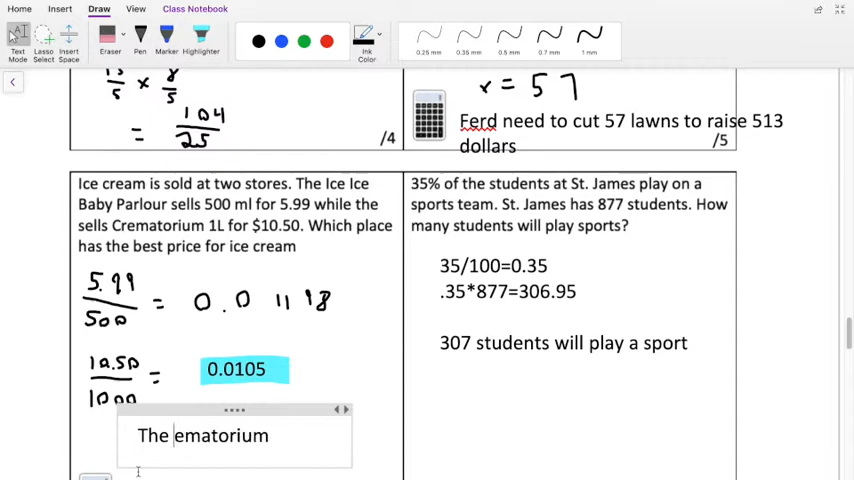 Home Insert Draw Class Notebook
Text Mode
Lasso Select
Insert Space
Eraser
Pen
Marker
Highlighter
Ink Color
0.25 mm 0.35 mm 0.5 mm 0.7 mm 1 mm
13/5 x 8/5
= 104/25
/4
x = 57
Ferd need to cut 57 lawns to raise 513
dollars
/5
Ice cream is sold at two stores. The Ice Ice
Baby Parlour sells 500 ml for 5.99 while the
sells Crematorium 1L for $10.50. Which place
has the best price for ice cream
5.99/500 = 0.01198
10.50/1000 = 0.0105
The ematorium
35% of the students at St. James play on a
sports team. St. James has 877 students. How
many students will play sports?
35/100=0.35
.35*877=306.95
307 students will play a sport